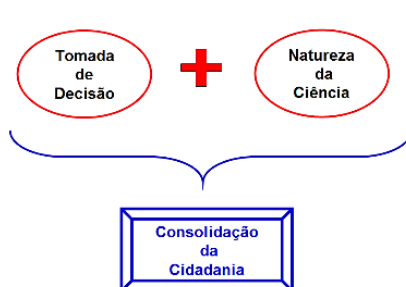 Tomada
de
Decisão
+
Natureza
da
Ciência
Consolidação
da
Cidadania